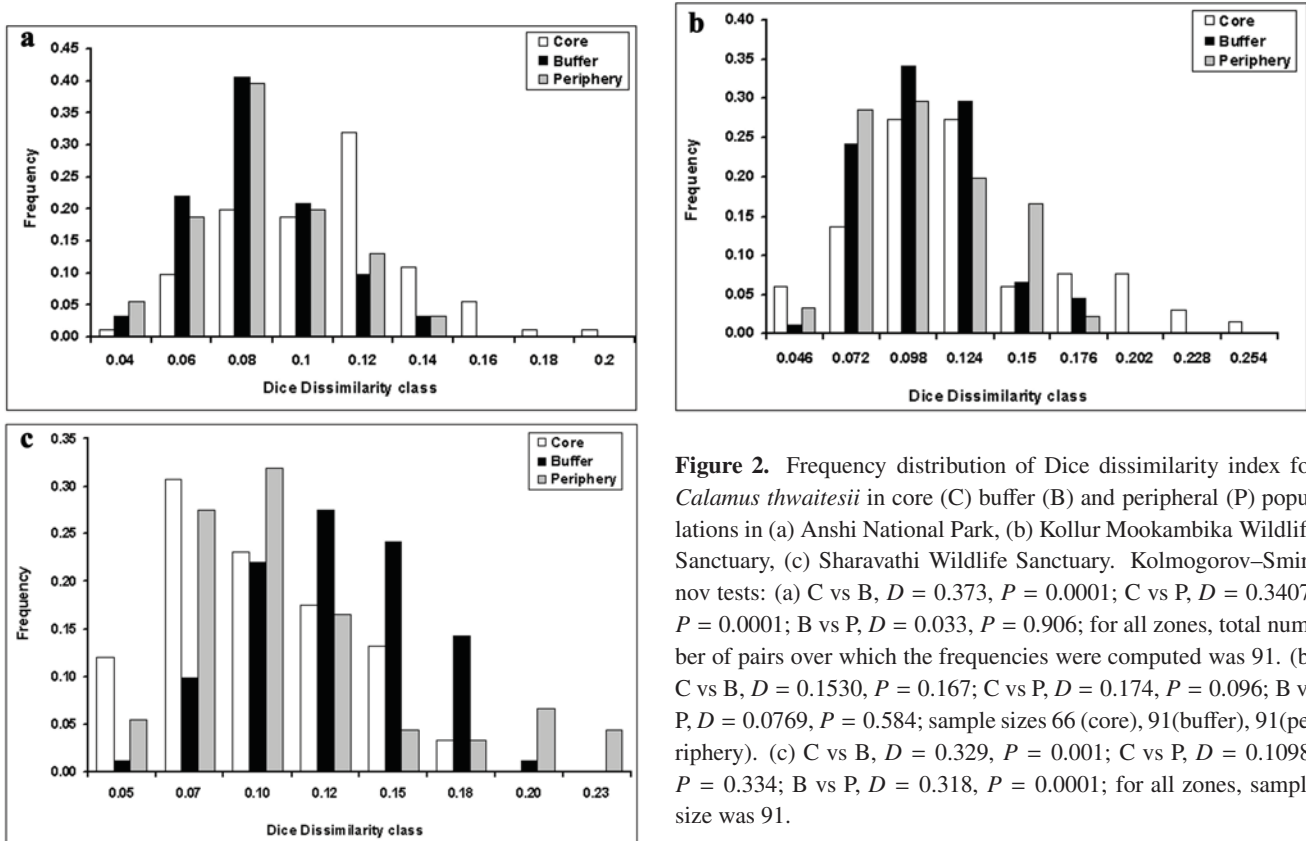 a
Core
Buffer
Periphery
0.45
0.40
0.35
0.30
0.25
0.20
0.15
0.10
0.05
0.00
Frequency
0.04 0.06 0.08 0.1 0.12 0.14 0.16 0.18 0.2
Dice Dissimilarity class
b
Core
Buffer
Periphery
0.40
0.35
0.30
0.25
0.20
0.15
0.10
0.05
0.00
Frequency
0.046 0.072 0.098 0.124 0.15 0.176 0.202 0.228 0.254
Dice Dissimilarity class
c
Core
Buffer
Periphery
0.35
0.30
0.25
0.20
0.15
0.10
0.05
0.00
Frequency
0.05 0.07 0.10 0.12 0.15 0.18 0.20 0.23
Dice Dissimilarity class
Figure 2. Frequency distribution of Dice dissimilarity index fo
Calamus thwaitesii in core (C) buffer (B) and peripheral (P) popu
lations in (a) Anshi National Park, (b) Kollur Mookambika Wildlif
Sanctuary, (c) Sharavathi Wildlife Sanctuary. Kolmogorov–Smir
nov tests: (a) C vs B, D = 0.373, P = 0.0001; C vs P, D = 0.3407
P = 0.0001; B vs P, D = 0.033, P = 0.906; for all zones, total num
ber of pairs over which the frequencies were computed was 91. (b
C vs B, D = 0.1530, P = 0.167; C vs P, D = 0.174, P = 0.096; B v
P, D = 0.0769, P = 0.584; sample sizes 66 (core), 91(buffer), 91(pe
riphery). (c) C vs B, D = 0.329, P = 0.001; C vs P, D = 0.1098
P = 0.334; B vs P, D = 0.318, P = 0.0001; for all zones, sampl
size was 91.